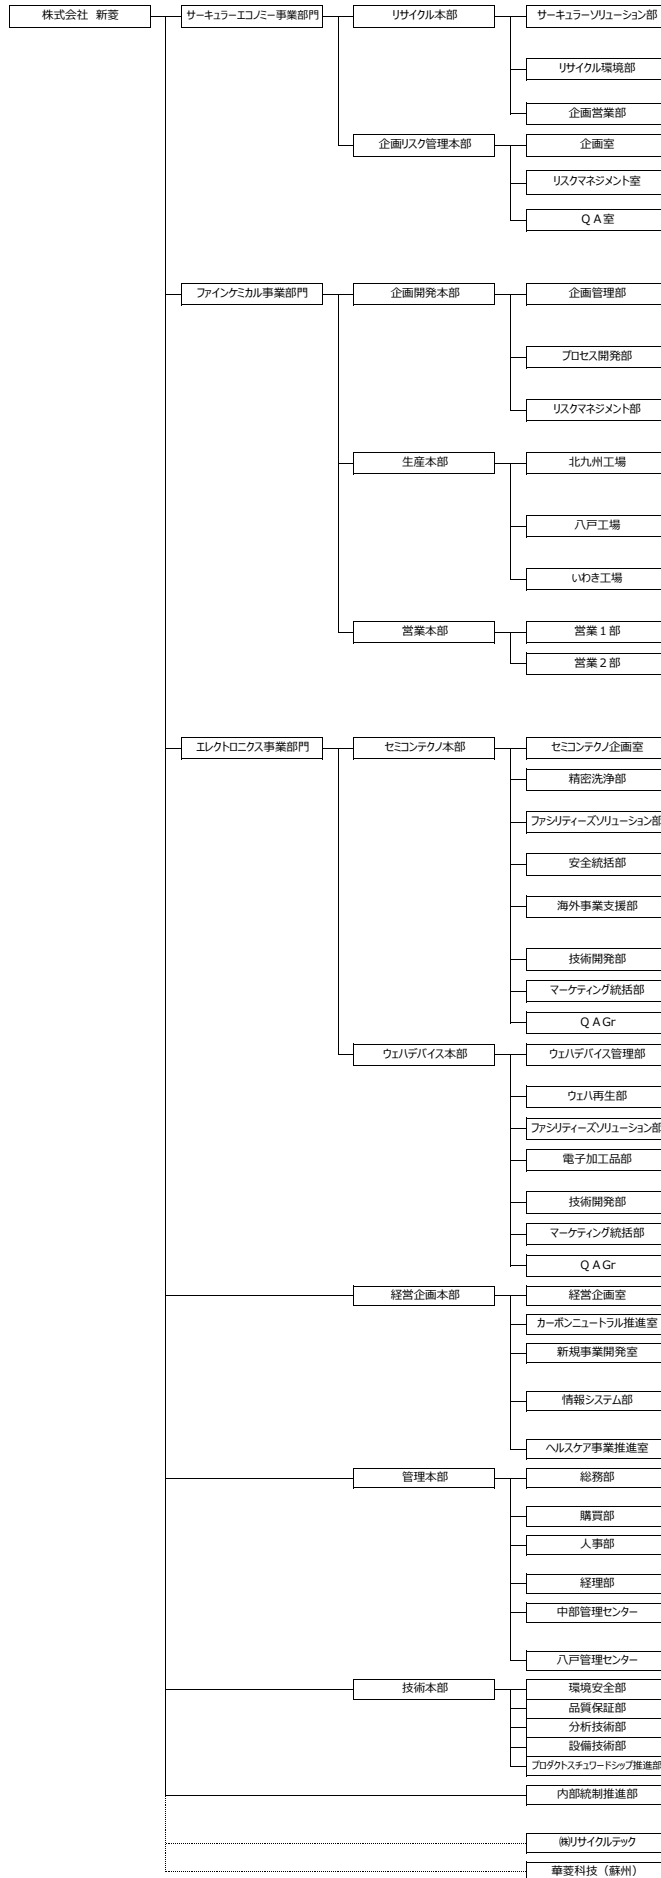 株式会社 新菱
サーキュラーエコノミー事業部門
リサイクル本部
サーキュラーソリューション部
リサイクル環境部
企画営業部
企画リスク管理本部
企画室
リスクマネジメント室
ＱＡ室
ファインケミカル事業部門
企画開発本部
企画管理部
プロセス開発部
リスクマネジメント部
生産本部
北九州工場
八戸工場
いわき工場
営業本部
営業１部
営業２部
エレクトロニクス事業部門
セミコンテクノ本部
セミコンテクノ企画室
精密洗浄部
ファシリティーズソリューション部
安全統括部
海外事業支援部
技術開発部
マーケティング統括部
ＱＡGr
ウェハデバイス本部
ウェハデバイス管理部
ウェハ再生部
ファシリティーズソリューション部
電子加工品部
技術開発部
マーケティング統括部
ＱＡGr
経営企画本部
経営企画室
カーボンニュートラル推進室
新規事業開発室
情報システム部
ヘルスケア事業推進室
管理本部
総務部
購買部
人事部
経理部
中部管理センター
八戸管理センター
技術本部
環境安全部
品質保証部
分析技術部
設備技術部
プロダクトスチュワードシップ推進部
内部統制推進部
㈱リサイクルテック
華菱科技（蘇州）